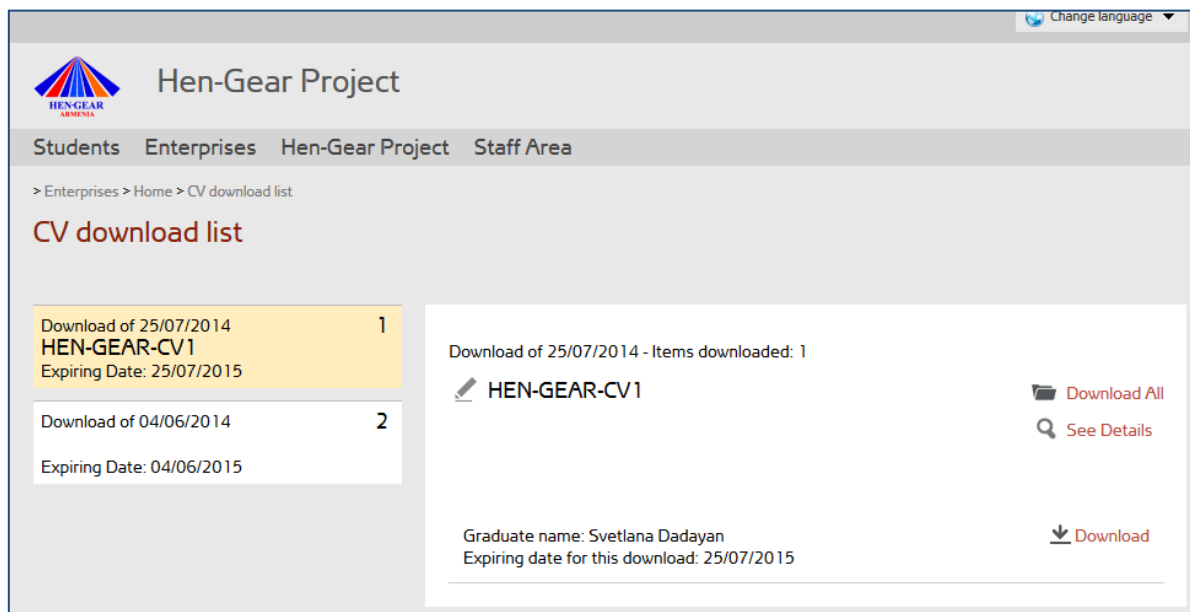 Change language
HEN-GEAR
ARMENIA
Hen-Gear Project
Students Enterprises Hen-Gear Project Staff Area
> Enterprises > Home > CV download list
CV download list
Download of 25/07/2014 1
HEN-GEAR-CV1
Expiring Date: 25/07/2015
Download of 04/06/2014 2
Expiring Date: 04/06/2015
Download of 25/07/2014 - Items downloaded: 1
HEN-GEAR-CV1
Download All
See Details
Graduate name: Svetlana Dadayan
Download
Expiring date for this download: 25/07/2015